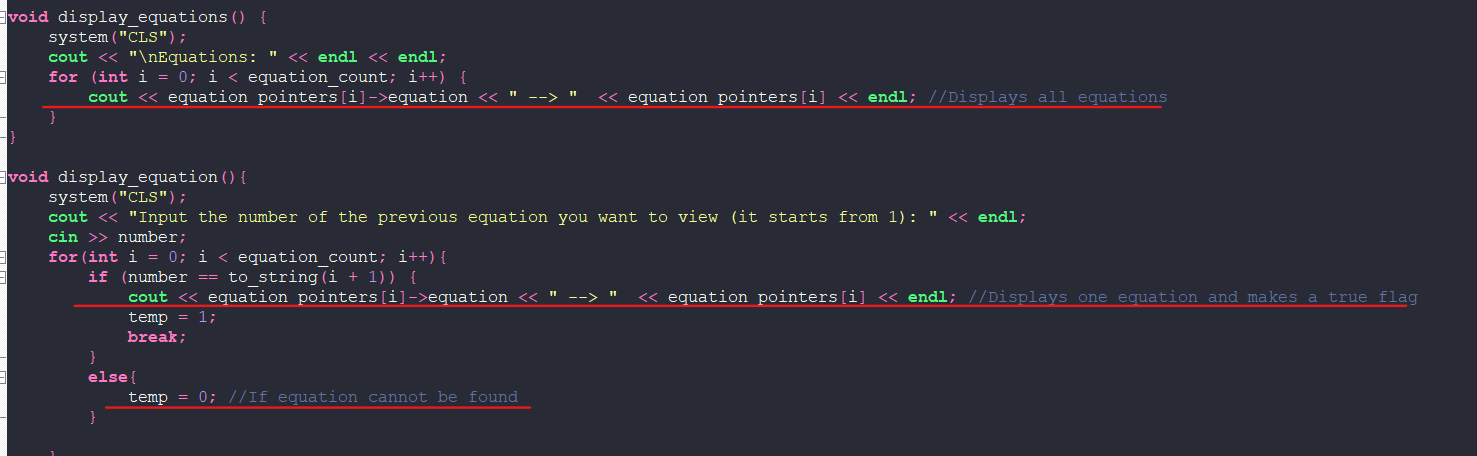 void display_equations() {
    system("CLS");
    cout << "\nEquations: " << endl << endl;
    for (int i = 0; i < equation_count; i++) {
        cout << equation_pointers[i]->equation << " --> "  << equation_pointers[i] << endl; //Displays all equations
    }
}
void display_equation(){
    system("CLS");
    cout << "Input the number of the previous equation you want to view (it starts from 1): " << endl;
    cin >> number;
    for(int i = 0; i < equation_count; i++){
        if (number == to_string(i + 1)) {
            cout << equation_pointers[i]->equation << " --> "  << equation_pointers[i] << endl; //Displays one equation and makes a true flag
            temp = 1;
            break;
        }
        else{
            temp = 0; //If equation cannot be found
        }
    }